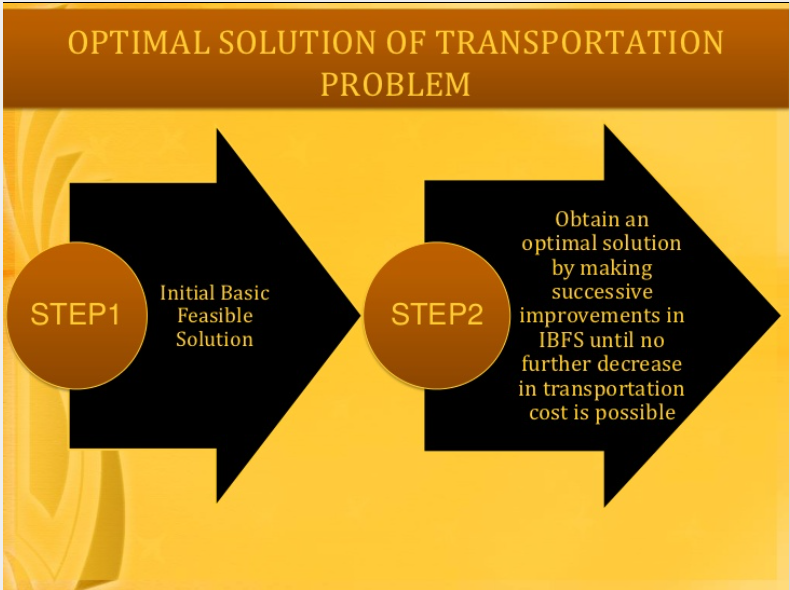 OPTIMAL SOLUTION OF TRANSPORTATION
PROBLEM
STEP1
Initial Basic
Feasible
Solution
STEP2
Obtain an
optimal solution
by making
successive
improvements in
IBFS until no
further decrease
in transportation
cost is possible